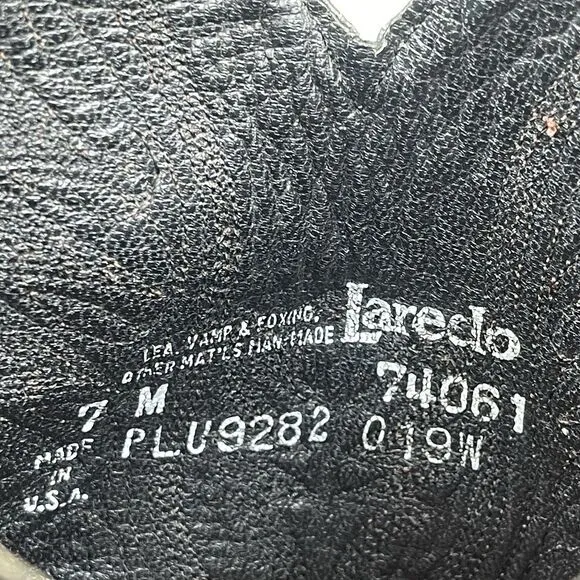 LEA. VAMP & FOXING.
OTHER MAT'LS MAN-MADE
Laredo
7 M
74061
MADE IN U.S.A.
PLU9282 019W